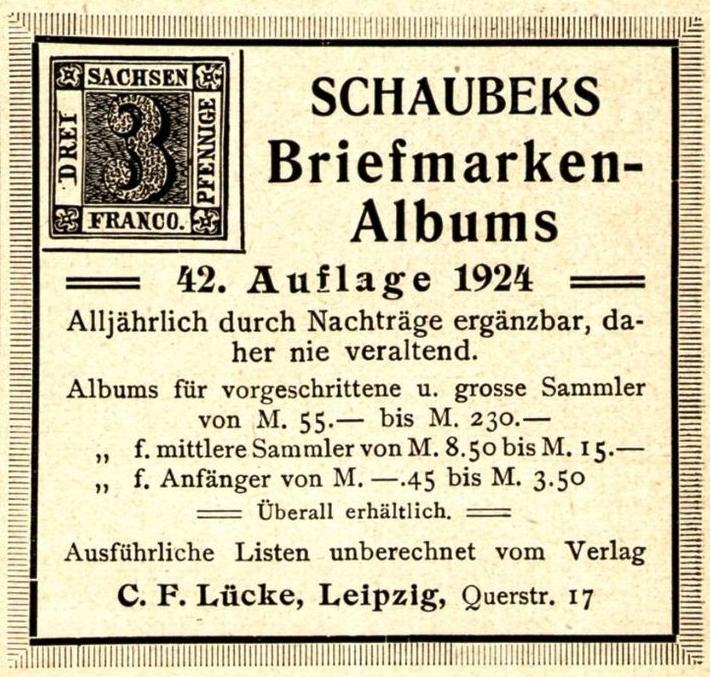 SACHSEN
DREI
3
PFENNIGE
FRANCO.
SCHAUBEKS
Briefmarken-
Albums
42. Auflage 1924
Alljährlich durch Nachträge ergänzbar, da-
her nie veraltend.
Albums für vorgeschrittene u. grosse Sammler
von M. 55.— bis M. 230.—
„ f. mittlere Sammler von M. 8.50 bis M. 15.—
„ f. Anfänger von M. —.45 bis M. 3.50
Überall erhältlich.
Ausführliche Listen unberechnet vom Verlag
C. F. Lücke, Leipzig, Querstr. 17